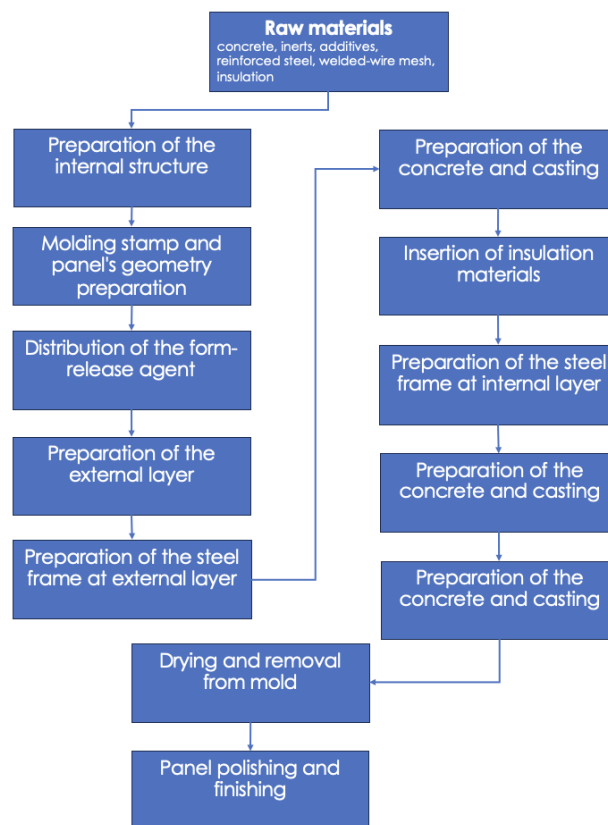 Raw materials
concrete, inerts, additives,
reinforced steel, welded-wire mesh,
insulation
Preparation of the
internal structure
Molding stamp and
panel's geometry
preparation
Distribution of the form-
release agent
Preparation of the
external layer
Preparation of the steel
frame at external layer
Preparation of the
concrete and casting
Insertion of insulation
materials
Preparation of the steel
frame at internal layer
Preparation of the
concrete and casting
Preparation of the
concrete and casting
Drying and removal
from mold
Panel polishing and
finishing